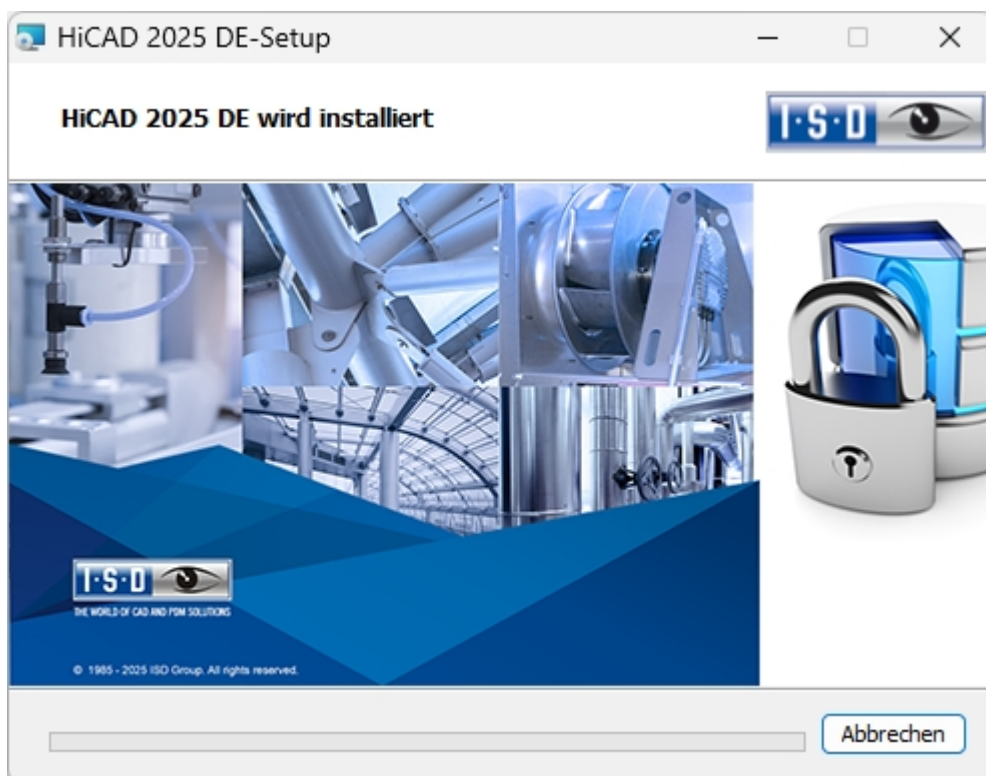 HiCAD 2025 DE-Setup
HiCAD 2025 DE wird installiert
I·S·D
I·S·D
THE WORLD OF CAD AND PDM SOLUTIONS
© 1985 - 2025 ISD Group. All rights reserved.
Abbrechen